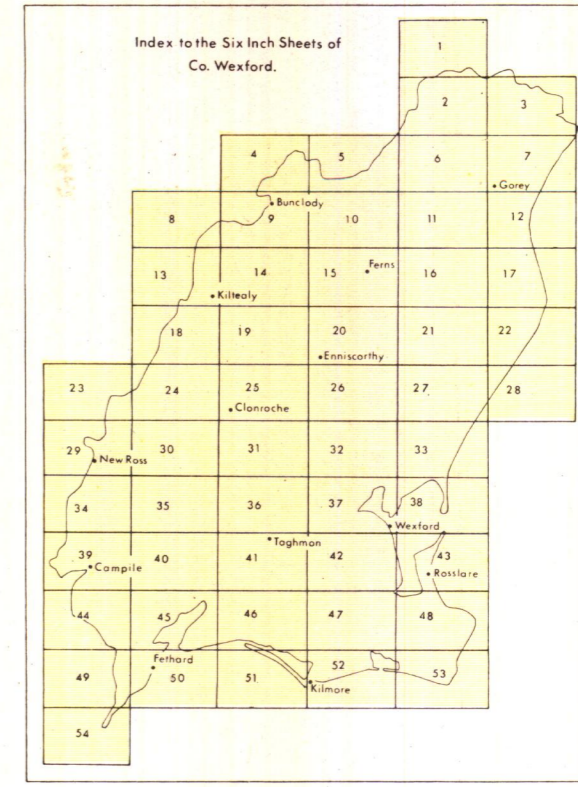 Index to the Six Inch Sheets of
Co. Wexford.
1
2 3
4 5 6 7
Gorey
Bunclody
8 9 10 11 12
Ferns
13 14 15 16 17
Kiltealy
18 19 20 21 22
Enniscorthy
23 24 25 26 27 28
Clonroche
29 30 31 32 33
New Ross
34 35 36 37 38
Wexford
Taghmon
39 40 41 42 43
Campile
Rosslare
44 45 46 47 48
Fethard
49 50 51 52 53
Kilmore
54